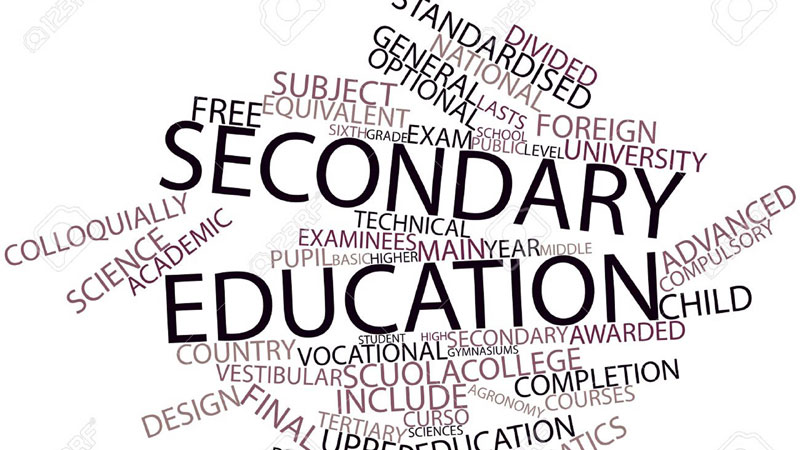 STANDARDISED
DIVIDED
GENERAL
NATIONAL
OPTIONAL
LASTS
SUBJECT
FREE
EQUIVALENT
FOREIGN
SIXTH
GRADE
EXAM
SCHOOL
PUBLIC
LEVEL
UNIVERSITY
SECONDARY
COLLOQUIALLY
SCIENCE
ACADEMIC
TECHNICAL
EXAMINEES
MAIN
YEAR
MIDDLE
PUPIL
BASIC
HIGHER
ADVANCED
COMPULSORY
EDUCATION
CHILD
STUDENT
HIGH
SECONDARY
AWARDED
COUNTRY
VOCATIONAL
GYMNASIUMS
VESTIBULAR
SCUOLA
COLLEGE
COMPLETION
DESIGN
FINAL
INCLUDE
AGRONOMY
COURSES
TERTIARY
CURSO
SCIENCES
UPPER
EDUCATION
123RF